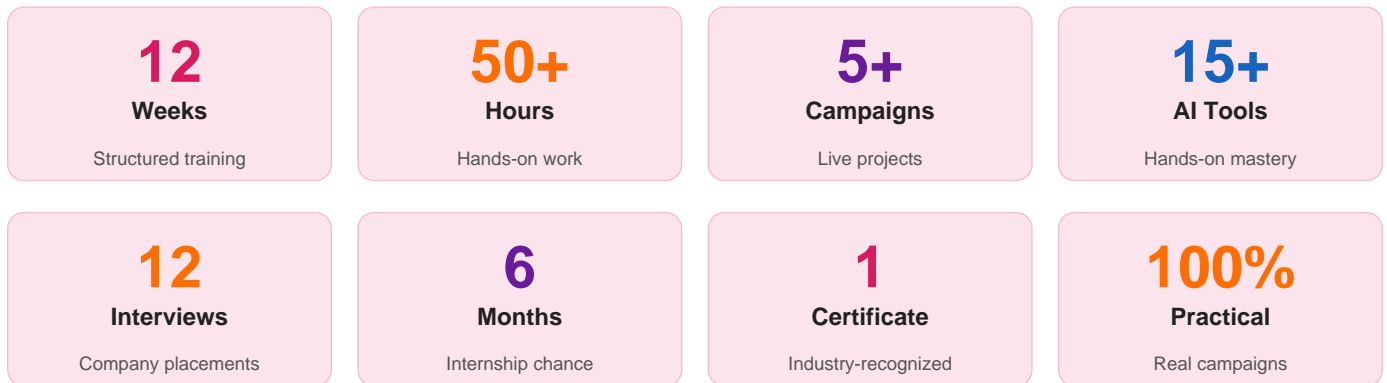 12
Weeks
Structured training
50+
Hours
Hands-on work
5+
Campaigns
Live projects
15+
AI Tools
Hands-on mastery
12
Interviews
Company placements
6
Months
Internship chance
1
Certificate
Industry-recognized
100%
Practical
Real campaigns